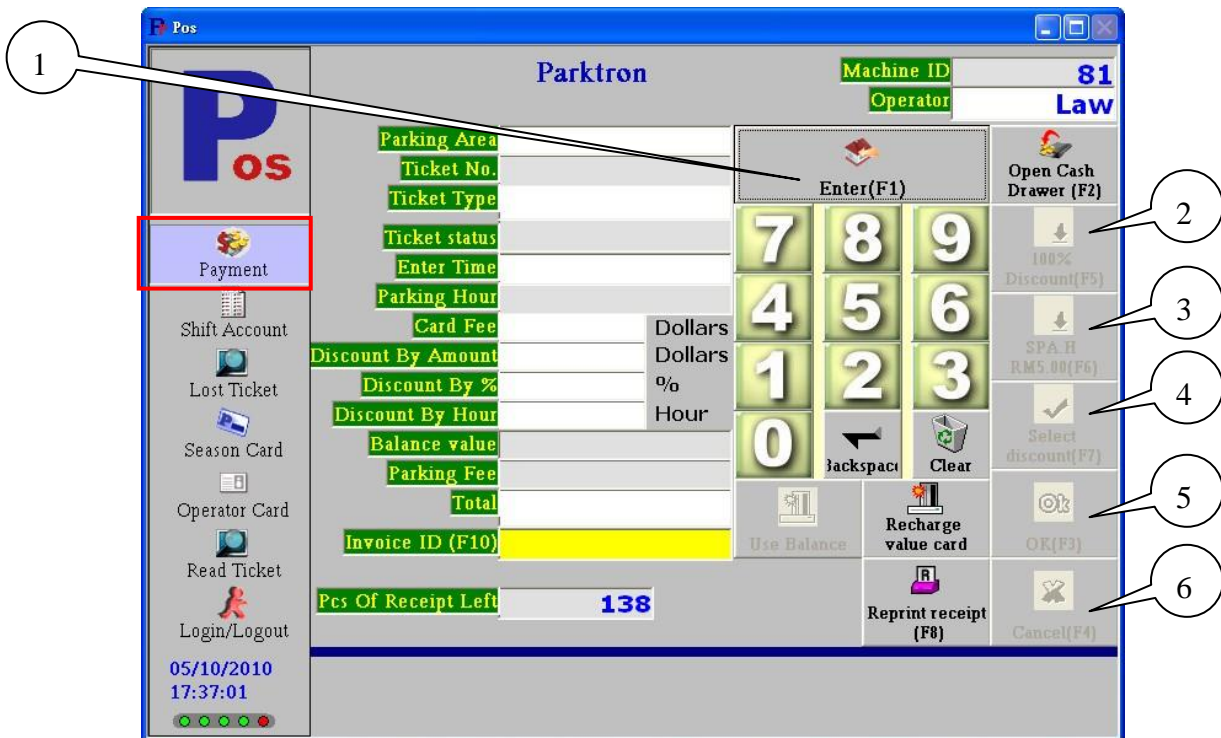 Pos
1
Parktron
Machine ID 81
Operator Law
Pos
Parking Area
Ticket No.
Ticket Type
Ticket status
Enter Time
Parking Hour
Card Fee Dollars
Discount By Amount Dollars
Discount By % %
Discount By Hour Hour
Balance value
Parking Fee
Total
Invoice ID (F10)
Pcs Of Receipt Left 138
Payment
Shift Account
Lost Ticket
Season Card
Operator Card
Read Ticket
Login/Logout
05/10/2010
17:37:01
Enter(F1)
7 8 9
4 5 6
1 2 3
0
Backspace
Clear
Use Balance
Recharge
value card
R
Reprint receipt
(F8)
Open Cash
Drawer (F2)
100%
Discount(F5)
SPA.H
RM5.00(F6)
Select
discount(F7)
Ok
OK(F3)
Cancel(F4)
2
3
4
5
6